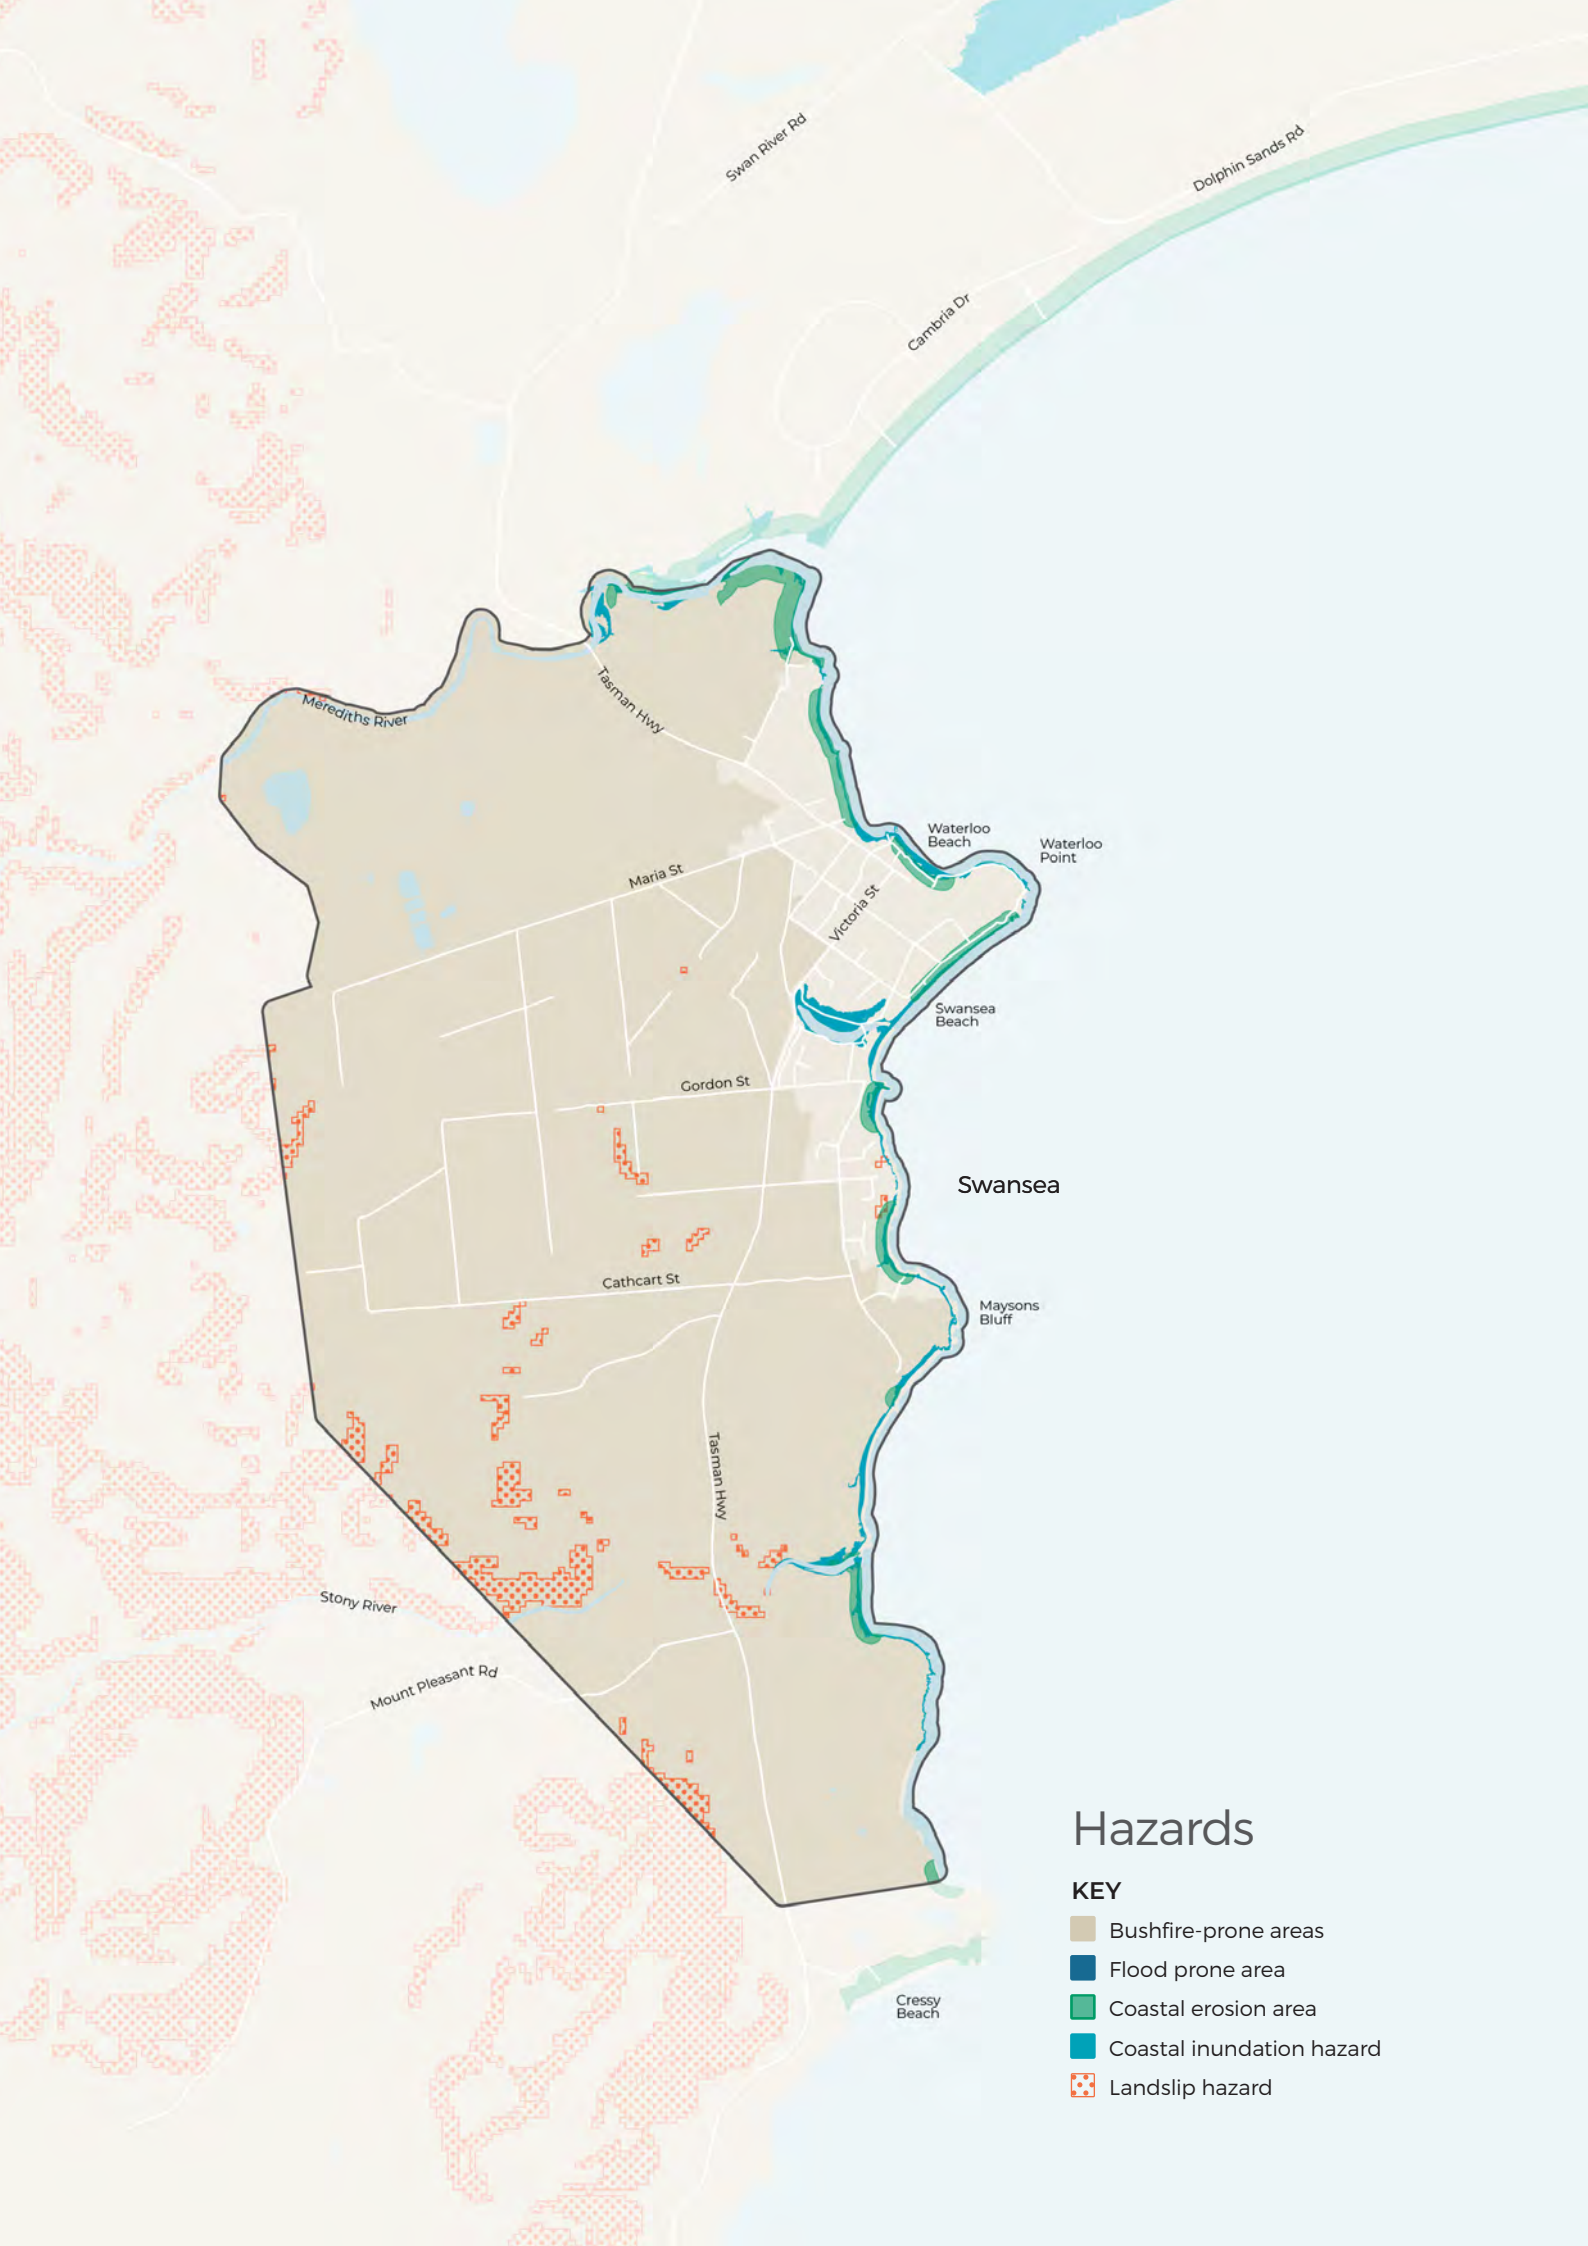 Swan River Rd
Dolphin Sands Rd
Cambria Dr
Tasman Hwy
Merediths River
Waterloo
Beach
Waterloo
Point
Maria St
Victoria St
Swansea
Beach
Gordon St
Swansea
Cathcart St
Maysons
Bluff
Tasman Hwy
Stony River
Mount Pleasant Rd
Cressy
Beach
Hazards
KEY
Bushfire-prone areas
Flood prone area
Coastal erosion area
Coastal inundation hazard
Landslip hazard